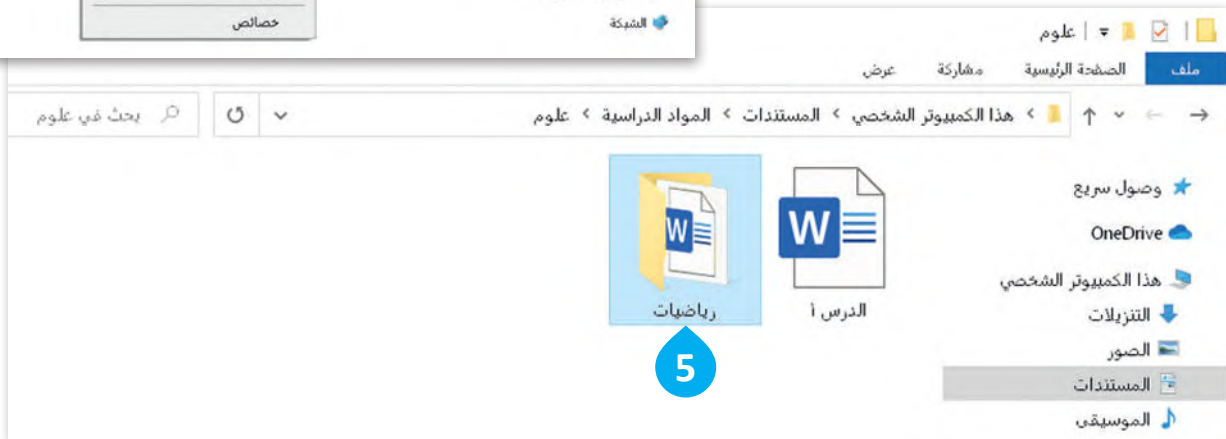 خصائص
الشبكة
علوم
ملف الصفحة الرئيسية مشاركة عرض
هذا الكمبيوتر الشخصي > المستندات > المواد الدراسية > علوم
بحث في علوم
وصول سريع
OneDrive
هذا الكمبيوتر الشخصي
التنزيلات
الصور
المستندات
الموسيقى
W
الدرس أ
W
رياضيات
5